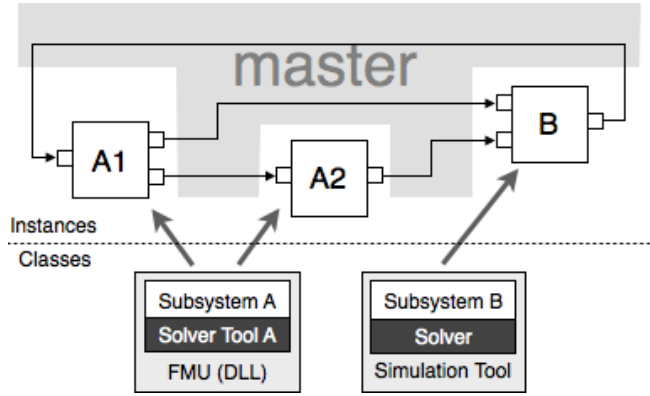 master
B
A1
A2
Instances
Classes
Subsystem A
Solver Tool A
FMU (DLL)
Subsystem B
Solver
Simulation Tool